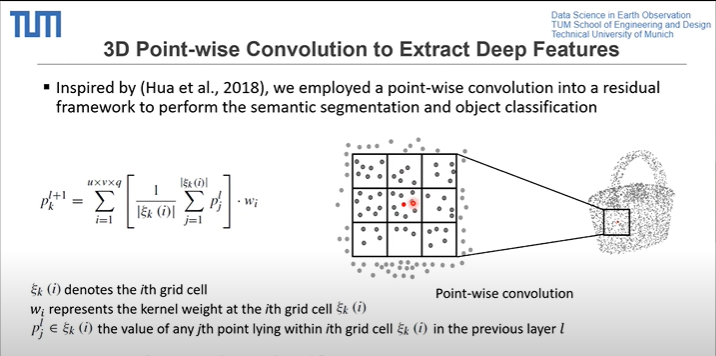 TUM
Data Science in Earth Observation
TUM School of Engineering and Design
Technical University of Munich
3D Point-wise Convolution to Extract Deep Features
▪ Inspired by (Hua et al., 2018), we employed a point-wise convolution into a residual
framework to perform the semantic segmentation and object classification
p_k^{l+1} = \sum_{i=1}^{u×v×q} [ \frac{1}{|ξ_k (i)|} \sum_{j=1}^{|ξ_k(i)|} p_j^l ] · w_i
ξ_k (i) denotes the ith grid cell
Point-wise convolution
w_i represents the kernel weight at the ith grid cell ξ_k (i)
p_j^l ∈ ξ_k (i) the value of any jth point lying within ith grid cell ξ_k (i) in the previous layer l